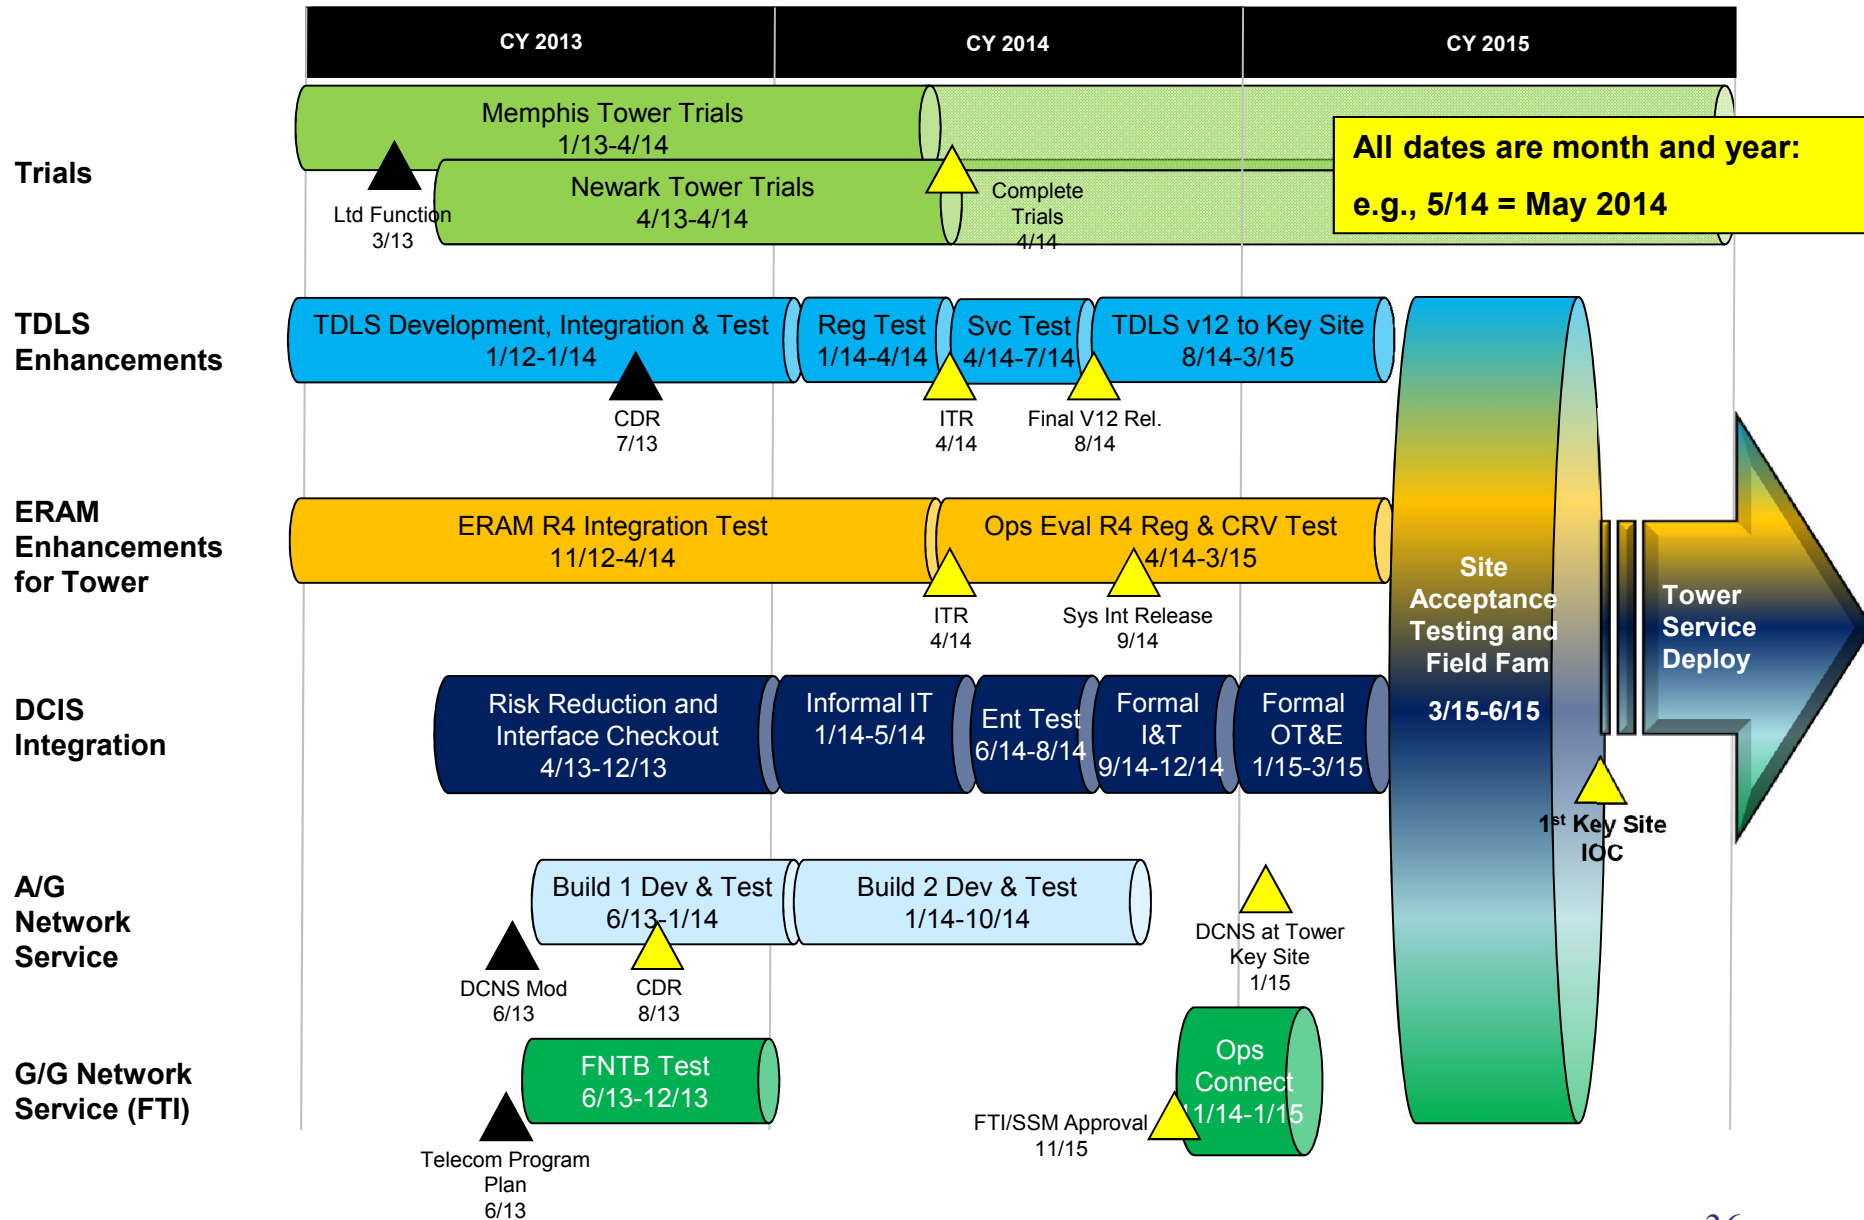 CY 2013
CY 2014
CY 2015
Trials
Memphis Tower Trials
1/13-4/14
Ltd Function
3/13
Newark Tower Trials
4/13-4/14
Complete
Trials
4/14
All dates are month and year:
e.g., 5/14 = May 2014
TDLS
Enhancements
TDLS Development, Integration & Test
1/12-1/14
Reg Test
1/14-4/14
Svc Test
4/14-7/14
TDLS v12 to Key Site
8/14-3/15
CDR
7/13
ITR
4/14
Final V12 Rel.
8/14
ERAM
Enhancements
for Tower
ERAM R4 Integration Test
11/12-4/14
Ops Eval R4 Reg & CRV Test
4/14-3/15
ITR
4/14
Sys Int Release
9/14
Site
Acceptance
Testing and
Field Fam
3/15-6/15
Tower
Service
Deploy
DCIS
Integration
Risk Reduction and
Interface Checkout
4/13-12/13
Informal IT
1/14-5/14
Ent Test
6/14-8/14
Formal
I&T
9/14-12/14
Formal
OT&E
1/15-3/15
1st Key Site
IOC
A/G
Network
Service
Build 1 Dev & Test
6/13-1/14
Build 2 Dev & Test
1/14-10/14
DCNS Mod
6/13
CDR
8/13
DCNS at Tower
Key Site
1/15
G/G Network
Service (FTI)
FNTB Test
6/13-12/13
Telecom Program
Plan
6/13
FTI/SSM Approval
11/15
Ops
Connect
11/14-1/15